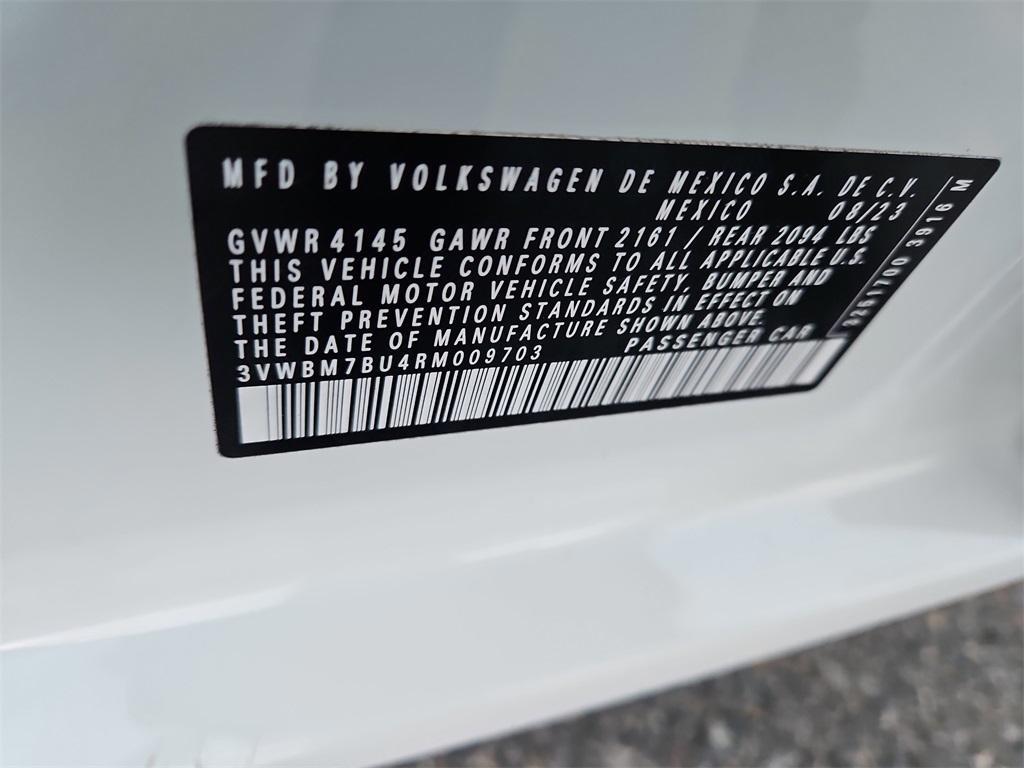 MFD BY VOLKSWAGEN DE MEXICO S.A. DE C.V.
MEXICO 08/23
GVWR 4145 GAWR FRONT 2161 / REAR 2094 LBS
THIS VEHICLE CONFORMS TO ALL APPLICABLE U.S.
FEDERAL MOTOR VEHICLE SAFETY, BUMPER AND
THEFT PREVENTION STANDARDS IN EFFECT ON
THE DATE OF MANUFACTURE SHOWN ABOVE.
3VWBM7BU4RM009703 PASSENGER CAR
3916 M